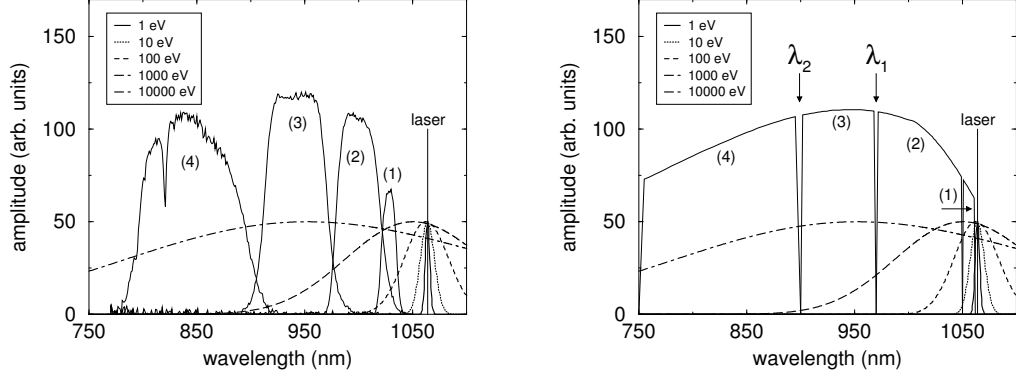 150
100
50
0
amplitude (arb. units)
1 eV
10 eV
100 eV
1000 eV
10000 eV
laser
(4)
(3)
(2)
(1)
750
850
950
1050
wavelength (nm)
150
100
50
0
amplitude (arb. units)
1 eV
10 eV
100 eV
1000 eV
10000 eV
λ2
λ1
laser
(4)
(3)
(2)
(1)
750
850
950
1050
wavelength (nm)